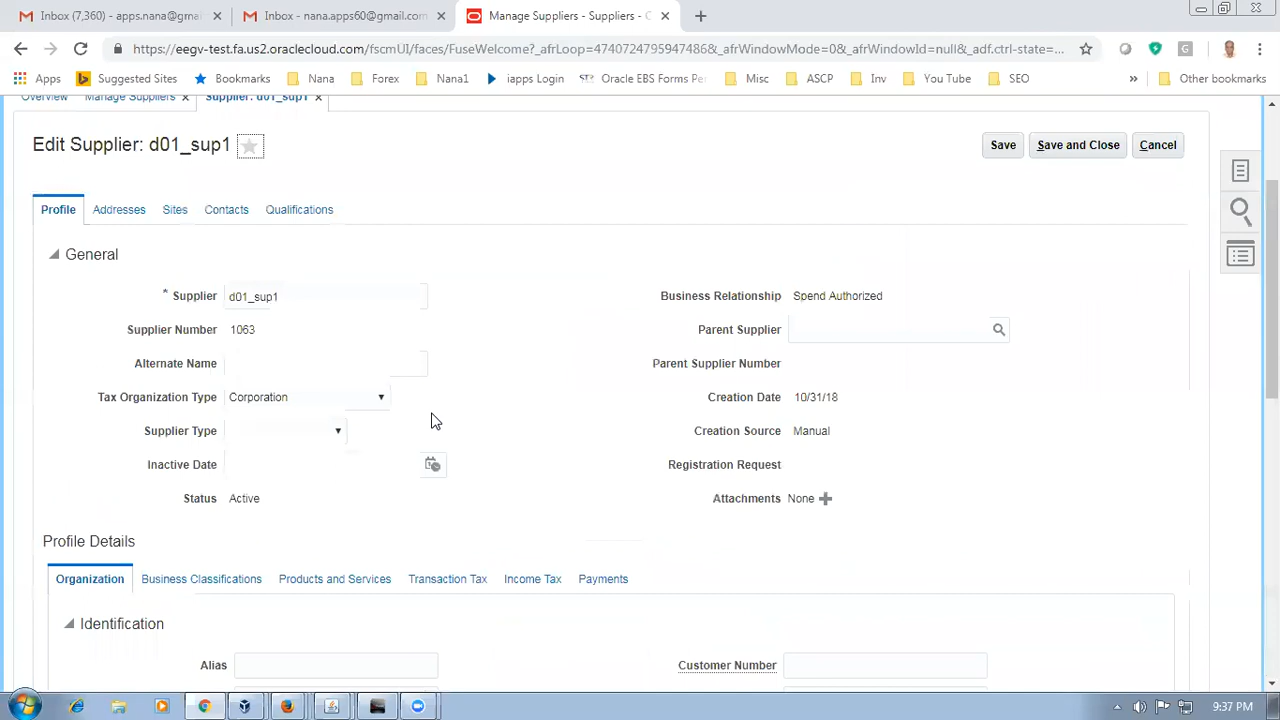 Inbox (7,360) - apps.nana@gma
Inbox - nana.apps60@gmail.com
Manage Suppliers - Suppliers - O
https://eegv-test.fa.us2.oraclecloud.com/fscmUI/faces/FuseWelcome?_afrLoop=47407247959474486&_afrWindowMode=0&_afrWindowId=null&_adf.ctrl-state=...
Apps Suggested Sites Bookmarks Nana Forex Nana1 iapps Login Oracle EBS Forms Pe Misc ASCP Inv You Tube SEO » Other bookmarks
Overview Manage Suppliers Supplier: d01_sup1
Edit Supplier: d01_sup1
Save Save and Close Cancel
Profile Addresses Sites Contacts Qualifications
General
* Supplier d01_sup1 Business Relationship Spend Authorized
Supplier Number 1063 Parent Supplier
Alternate Name Parent Supplier Number
Tax Organization Type Corporation Creation Date 10/31/18
Supplier Type Creation Source Manual
Inactive Date Registration Request
Status Active Attachments None
Profile Details
Organization Business Classifications Products and Services Transaction Tax Income Tax Payments
Identification
Alias Customer Number
9:37 PM